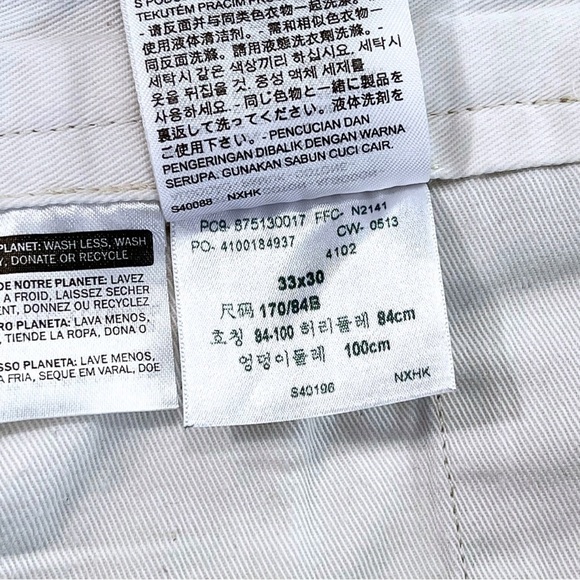 TEKUTÉM PRACÍM PROS
- 请反面并与同类色衣物一起洗涤。
使用液体清洁剂。- 需和相似色衣物
同反面洗滌。請用液態洗衣劑洗滌。
세탁시 같은 색상끼리 하십시요. 세탁시
옷을 뒤집을 것. 중성 액체 세제를
사용하세요. - 同じ色物と一緒に製品を
裏返して洗ってください。液体洗剤を
ご使用下さい。- PENCUCIAN DAN
PENGERINGAN DIBALIK DENGAN WARNA
SERUPA. GUNAKAN SABUN CUCI CAIR.
S40088 NXHK
PLANET: WASH LESS, WASH
Y, DONATE OR RECYCLE
DE NOTRE PLANETE: LAVEZ
À FROID, LAISSEZ SECHER
ENT, DONNEZ OU RECYCLEZ
RO PLANETA: LAVA MENOS,
, TIENDE LA ROPA, DONA O
SSO PLANETA: LAVE MENOS,
A FRIA, SEQUE EM VARAL, DOE
PC9- 875130017 FFC- N2141
PO- 4100184937 CW- 0513
4102
33x30
尺码 170/84B
호칭 84-100 허리둘레 84cm
엉덩이둘레 100cm
S40196 NXHK